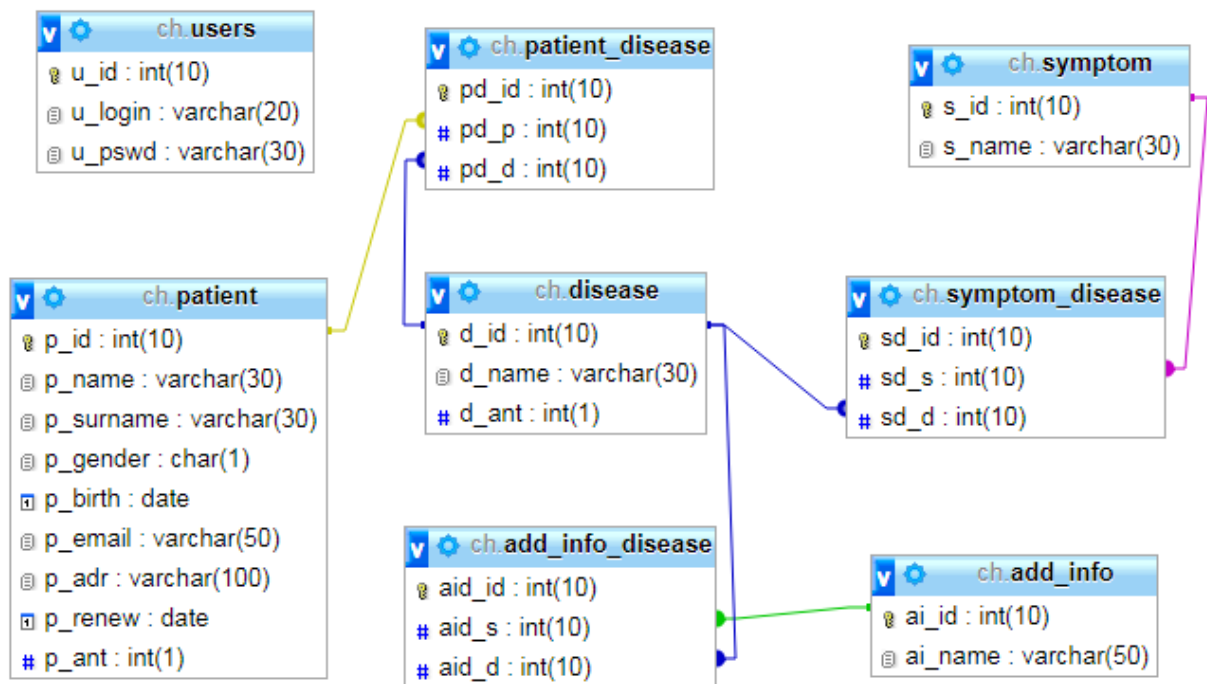 ch.users
u_id : int(10)
u_login : varchar(20)
u_pswd : varchar(30)
ch.patient_disease
pd_id : int(10)
pd_p : int(10)
pd_d : int(10)
ch.symptom
s_id : int(10)
s_name : varchar(30)
ch.patient
p_id : int(10)
p_name : varchar(30)
p_surname : varchar(30)
p_gender : char(1)
p_birth : date
p_email : varchar(50)
p_adr : varchar(100)
p_renew : date
p_ant : int(1)
ch.disease
d_id : int(10)
d_name : varchar(30)
d_ant : int(1)
ch.symptom_disease
sd_id : int(10)
sd_s : int(10)
sd_d : int(10)
ch.add_info_disease
aid_id : int(10)
aid_s : int(10)
aid_d : int(10)
ch.add_info
ai_id : int(10)
ai_name : varchar(50)